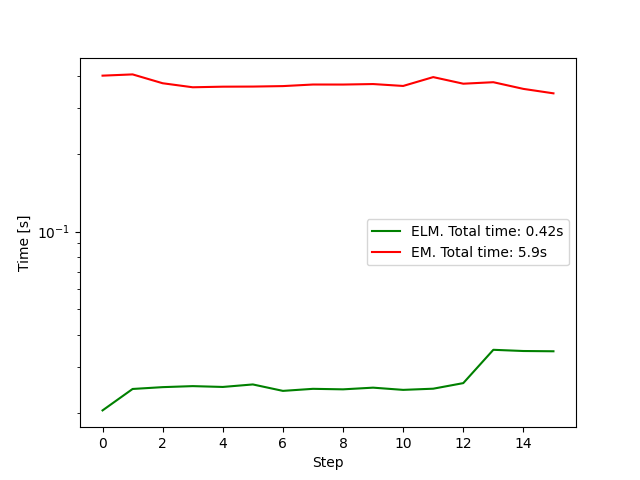 Time [s]
10⁻¹
ELM. Total time: 0.42s
EM. Total time: 5.9s
0 2 4 6 8 10 12 14
Step